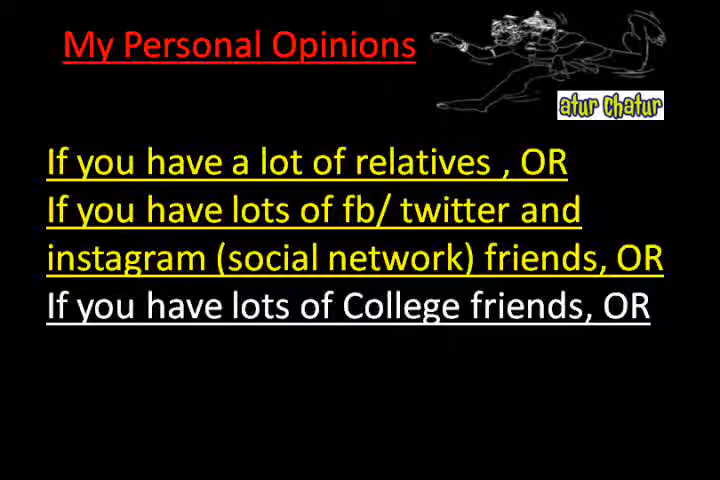 My Personal Opinions
atur chatur
If you have a lot of relatives , OR
If you have lots of fb/ twitter and
instagram (social network) friends, OR
If you have lots of College friends, OR